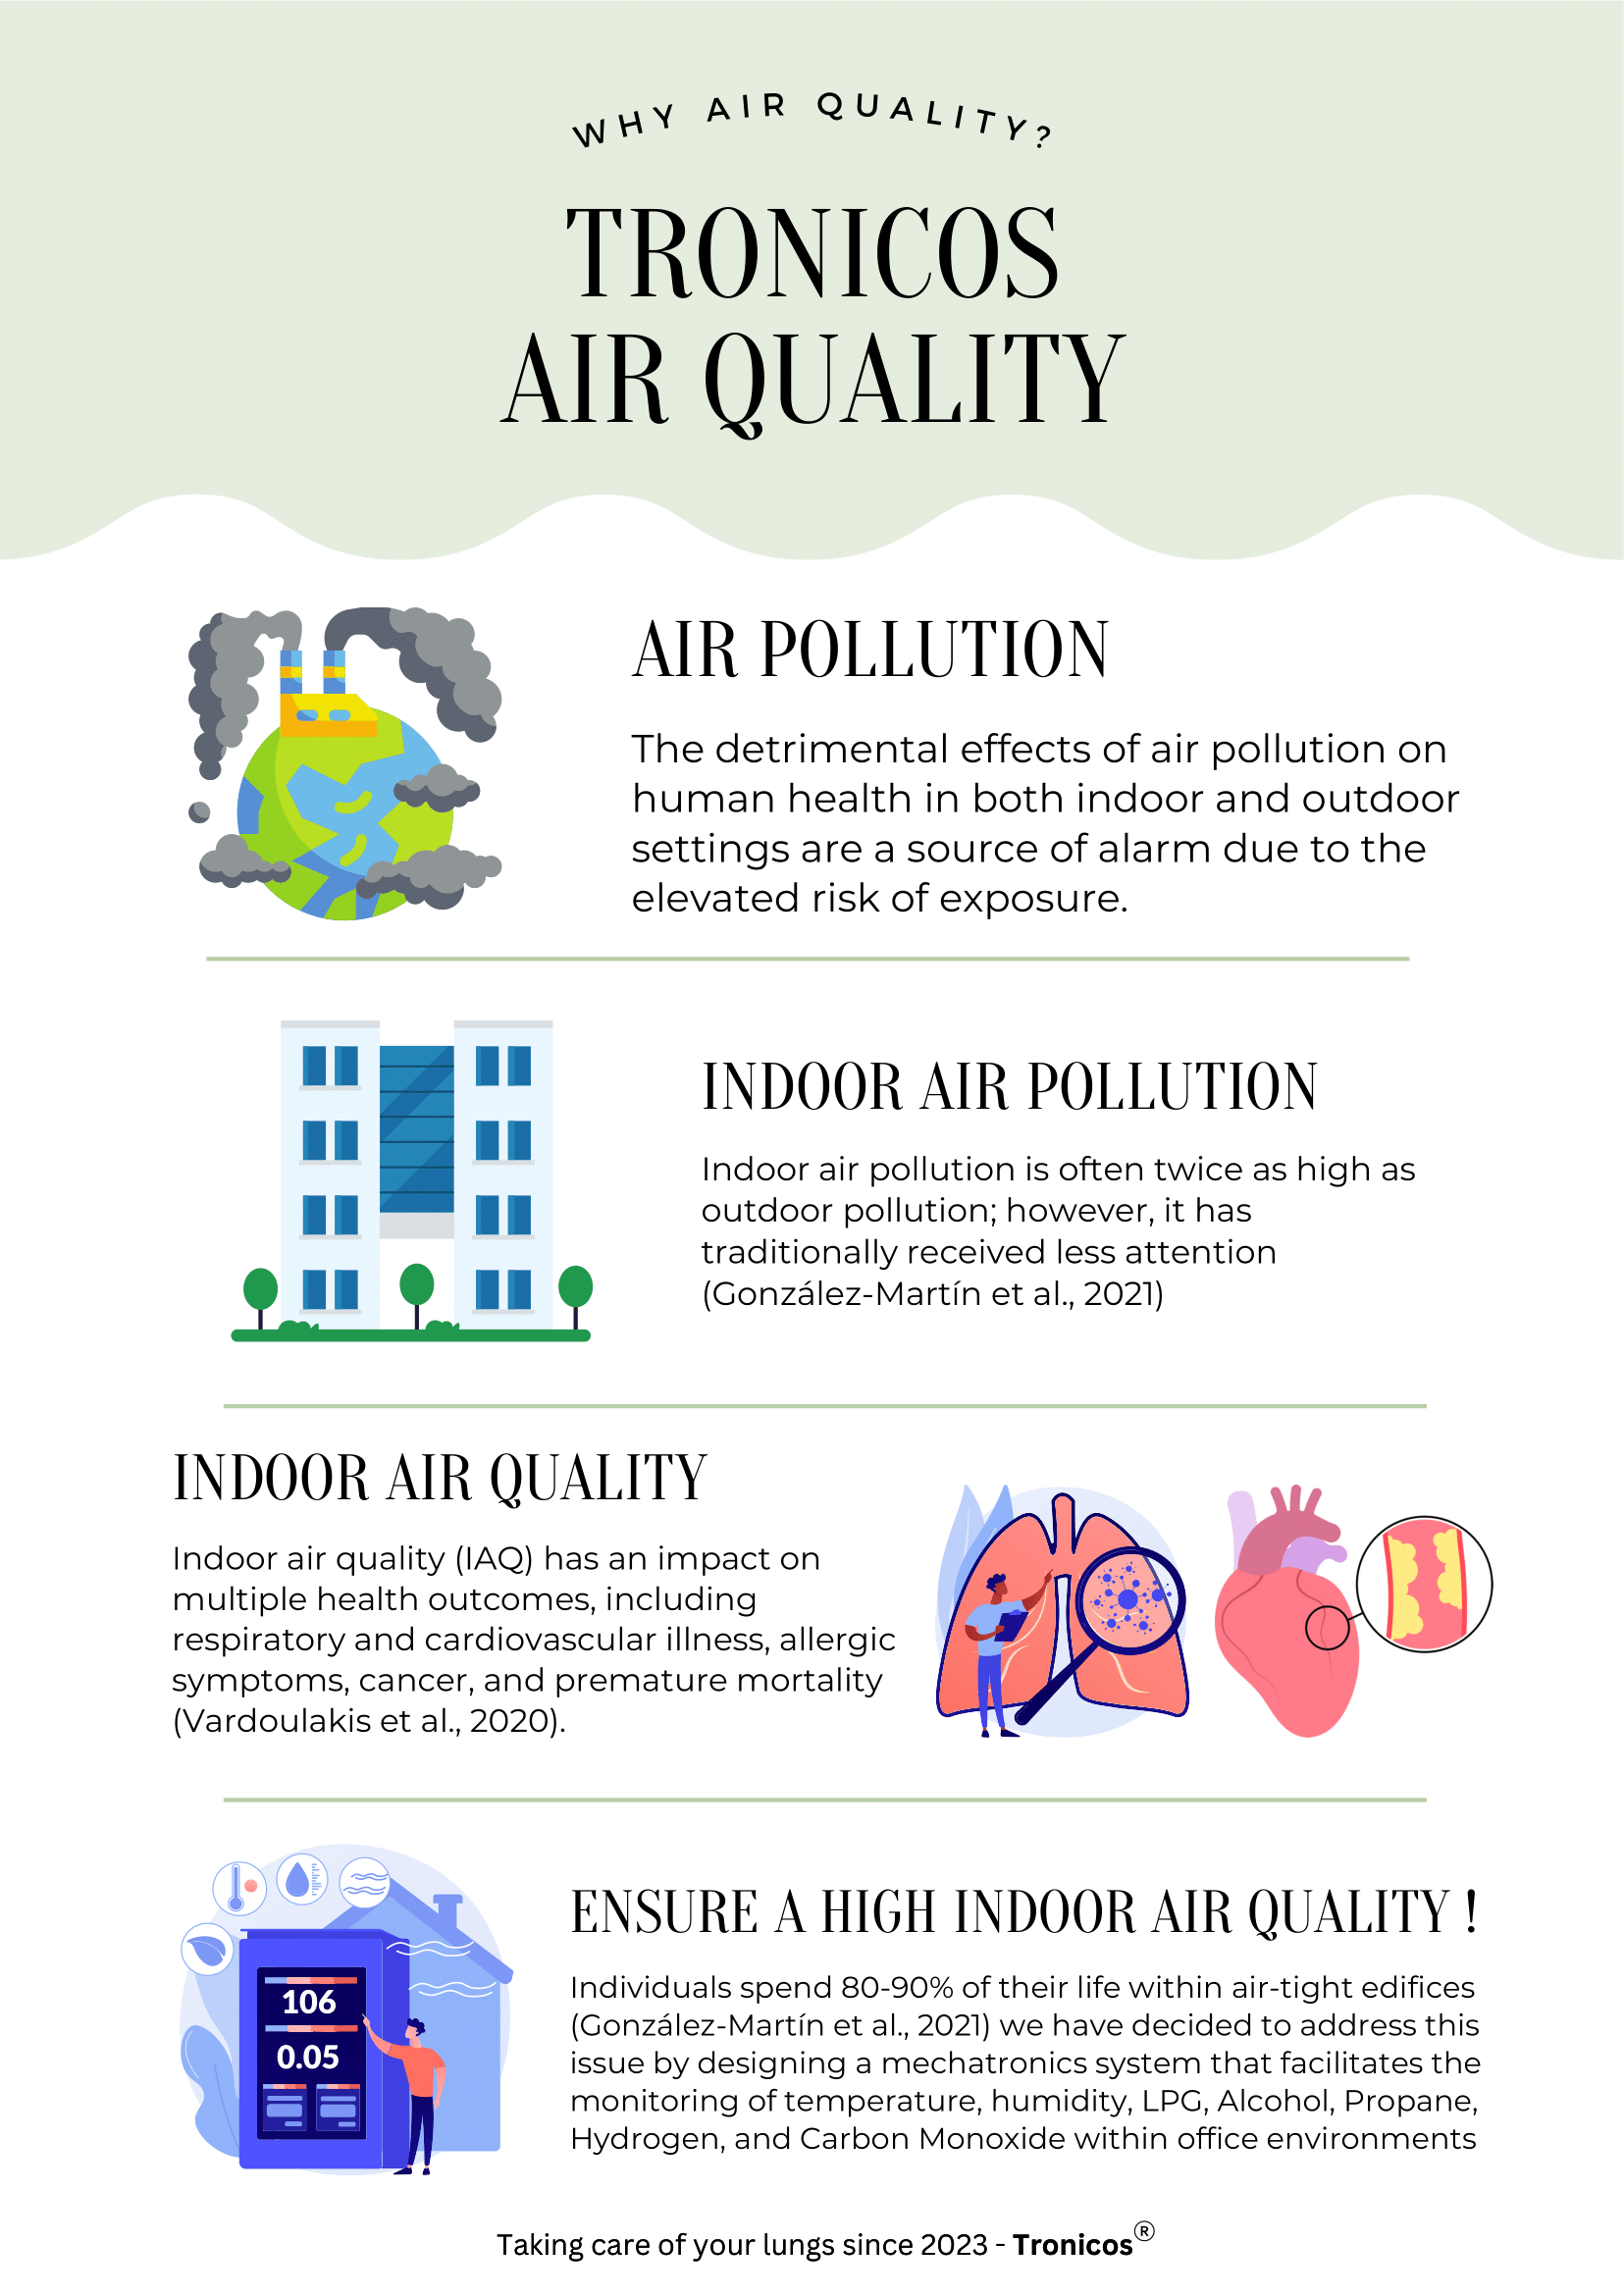 WHY AIR QUALITY?
TRONICOS
AIR QUALITY
AIR POLLUTION
The detrimental effects of air pollution on
human health in both indoor and outdoor
settings are a source of alarm due to the
elevated risk of exposure.
INDOOR AIR POLLUTION
Indoor air pollution is often twice as high as
outdoor pollution; however, it has
traditionally received less attention
(González-Martín et al., 2021)
INDOOR AIR QUALITY
Indoor air quality (IAQ) has an impact on
multiple health outcomes, including
respiratory and cardiovascular illness, allergic
symptoms, cancer, and premature mortality
(Vardoulakis et al., 2020).
106
0.05
ENSURE A HIGH INDOOR AIR QUALITY !
Individuals spend 80-90% of their life within air-tight edifices
(González-Martín et al., 2021) we have decided to address this
issue by designing a mechatronics system that facilitates the
monitoring of temperature, humidity, LPG, Alcohol, Propane,
Hydrogen, and Carbon Monoxide within office environments
Taking care of your lungs since 2023 - Tronicos®